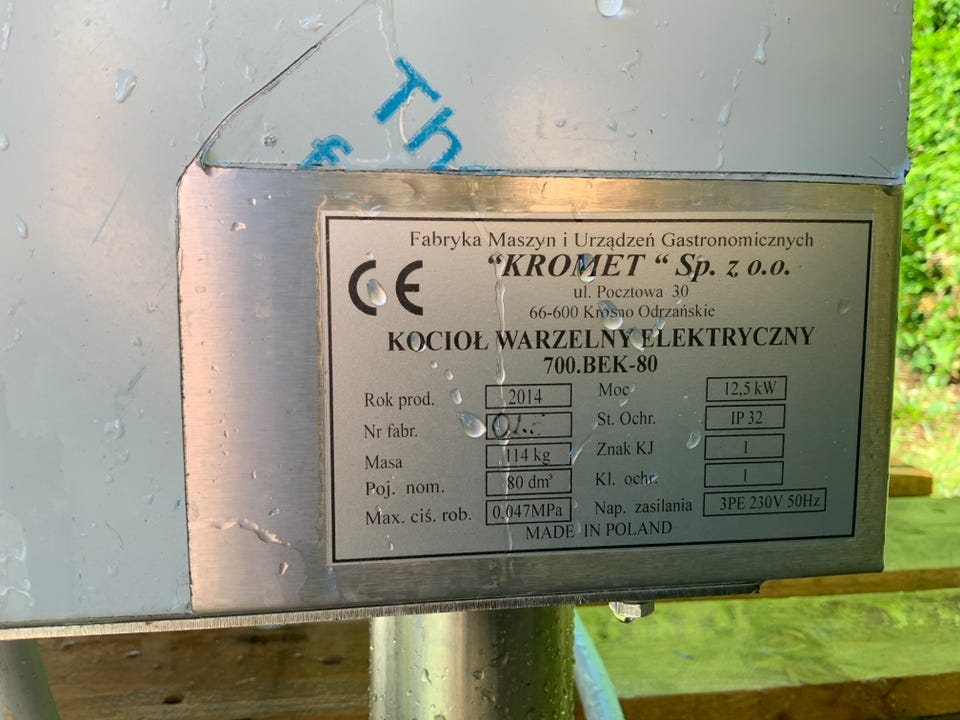 Th
f
Fabryka Maszyn i Urządzeń Gastronomicznych
CE "KROMET “ Sp. z o.o.
ul. Pocztowa 30
66-600 Krosno Odrzańskie
KOCIOŁ WARZELNY ELEKTRYCZNY
700.BEK-80
Rok prod. 2014 Moc 12,5 kW
Nr fabr. St. Ochr. IP 32
Masa 114 kg Znak KJ 1
Poj. nom. 80 dm³ Kl. ochr. 1
Max. ciś. rob. 0,047MPa Nap. zasilania 3PE 230V 50Hz
MADE IN POLAND